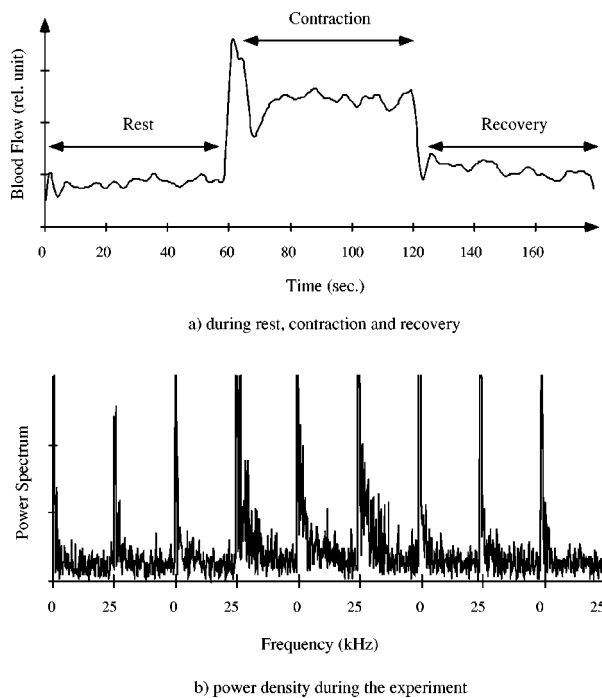 Contraction
Blood Flow (rel. unit)
Rest
Recovery
0 20 40 60 80 100 120 140 160
Time (sec.)
a) during rest, contraction and recovery
Power Spectrum
0 25 0 25 0 25 0 25 0 25
Frequency (kHz)
b) power density during the experiment